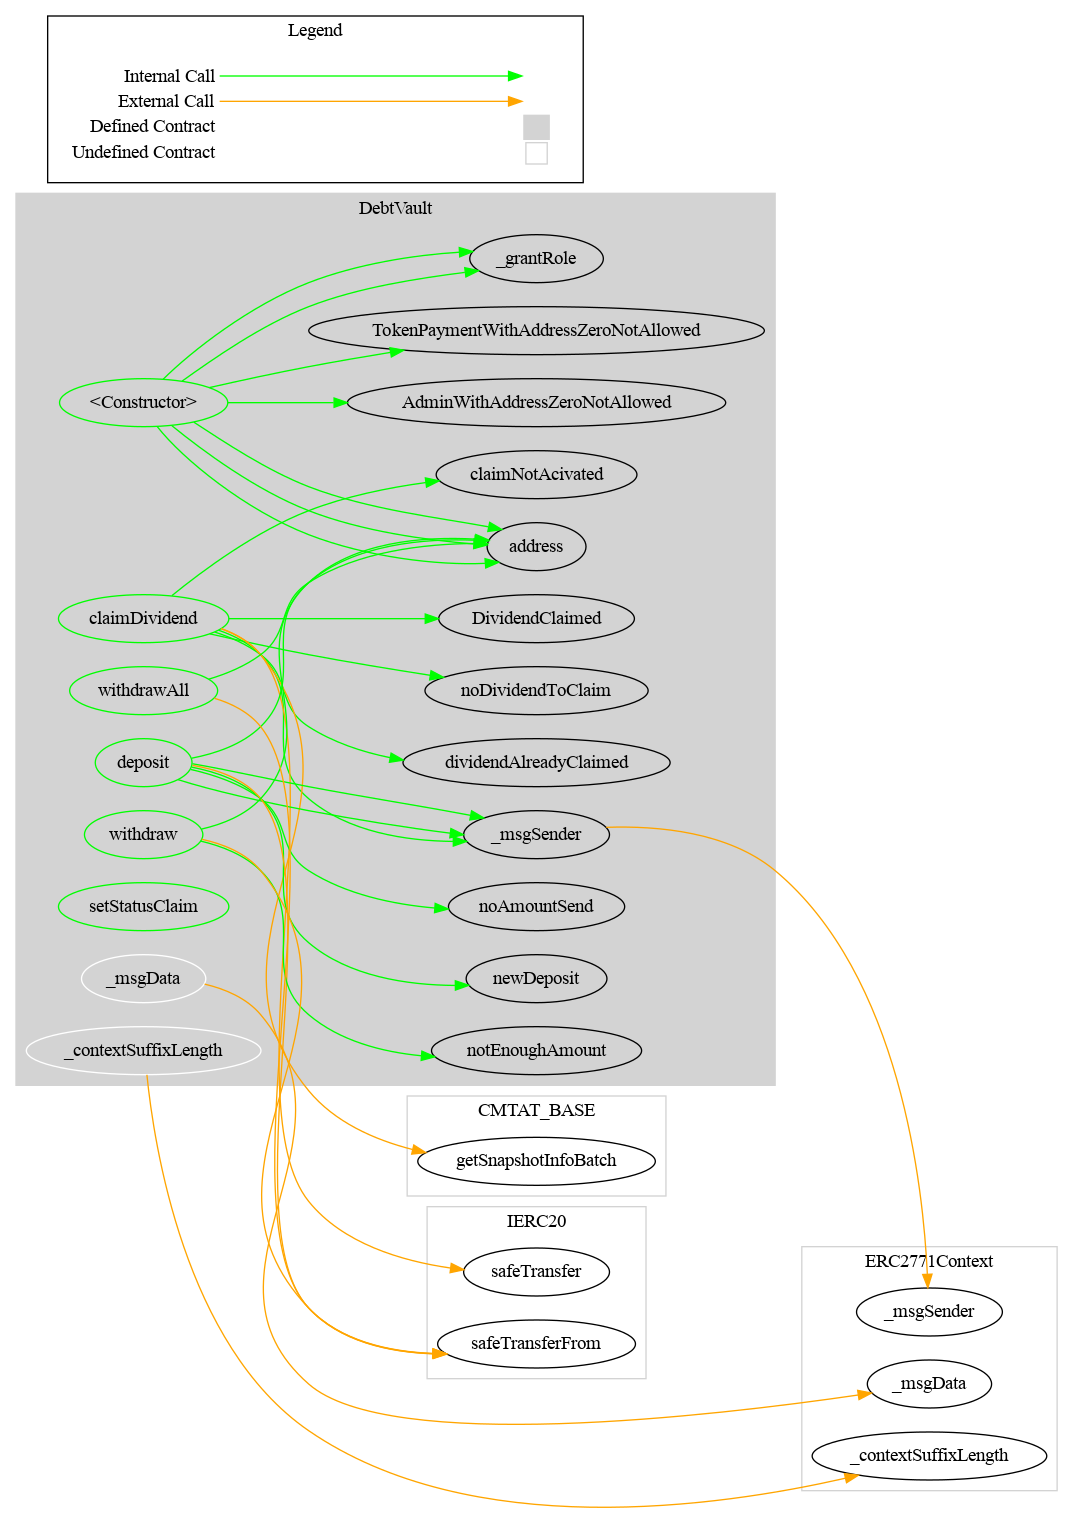 Legend
Internal Call
External Call
Defined Contract
Undefined Contract
DebtVault
_grantRole
TokenPaymentWithAddressZeroNotAllowed
<Constructor>
AdminWithAddressZeroNotAllowed
claimNotAcivated
address
claimDividend
DividendClaimed
withdrawAll
noDividendToClaim
deposit
dividendAlreadyClaimed
withdraw
_msgSender
setStatusClaim
noAmountSend
_msgData
newDeposit
_contextSuffixLength
notEnoughAmount
CMTAT_BASE
getSnapshotInfoBatch
IERC20
safeTransfer
safeTransferFrom
ERC2771Context
_msgSender
_msgData
_contextSuffixLength